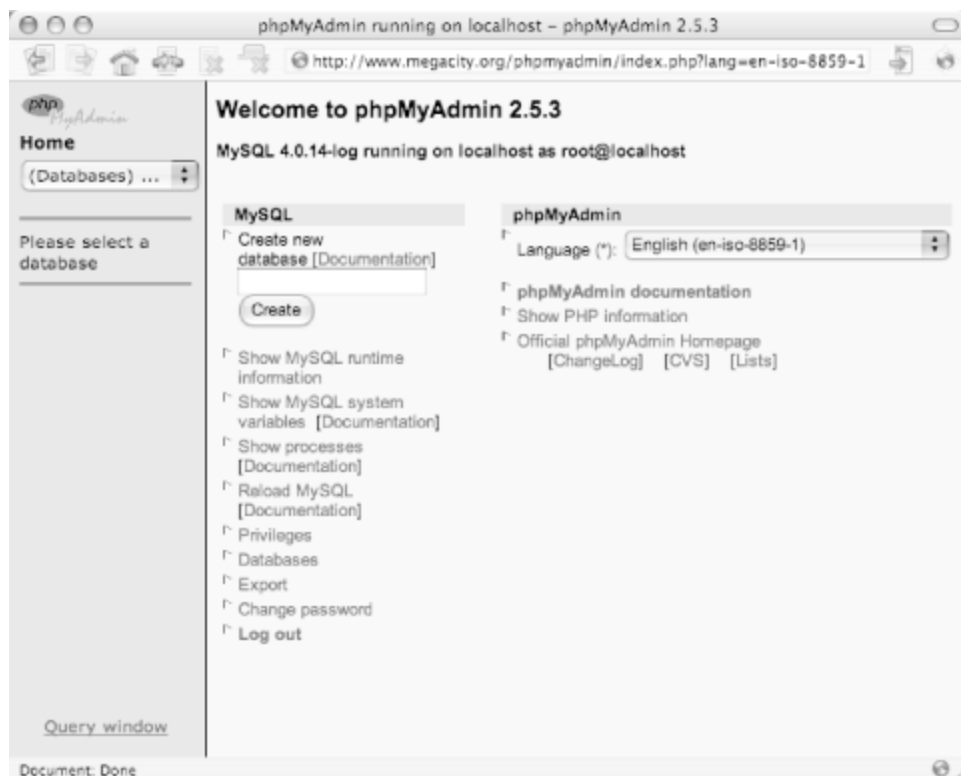 phpMyAdmin running on localhost – phpMyAdmin 2.5.3
http://www.megacity.org/phpmyadmin/index.php?lang=en-iso-8859-1
php
MyAdmin
Home
(Databases) ...
Please select a
database
Query window
Welcome to phpMyAdmin 2.5.3
MySQL 4.0.14-log running on localhost as root@localhost
MySQL
Create new
database [Documentation]
Create
Show MySQL runtime
information
Show MySQL system
variables [Documentation]
Show processes
[Documentation]
Reload MySQL
[Documentation]
Privileges
Databases
Export
Change password
Log out
phpMyAdmin
Language (*): English (en-iso-8859-1)
phpMyAdmin documentation
Show PHP information
Official phpMyAdmin Homepage
[ChangeLog] [CVS] [Lists]
Document: Done